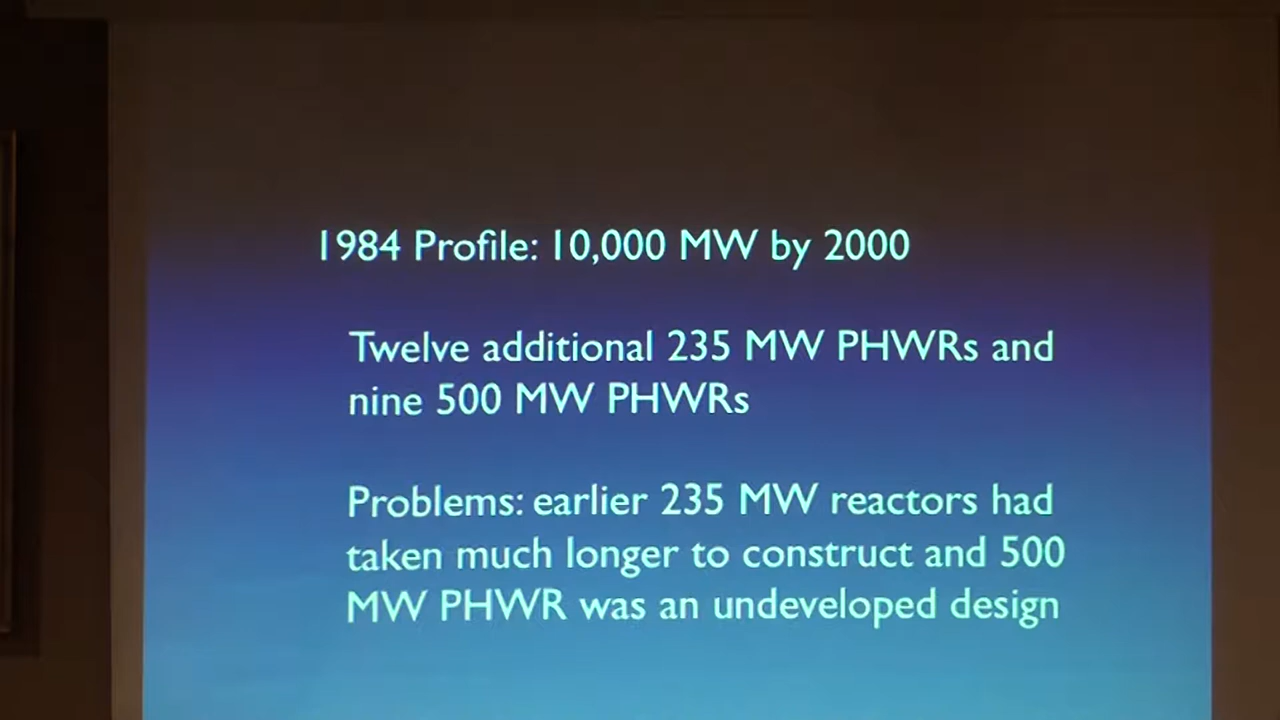 1984 Profile: 10,000 MW by 2000
Twelve additional 235 MW PHWRs and
nine 500 MW PHWRs
Problems: earlier 235 MW reactors had
taken much longer to construct and 500
MW PHWR was an undeveloped design